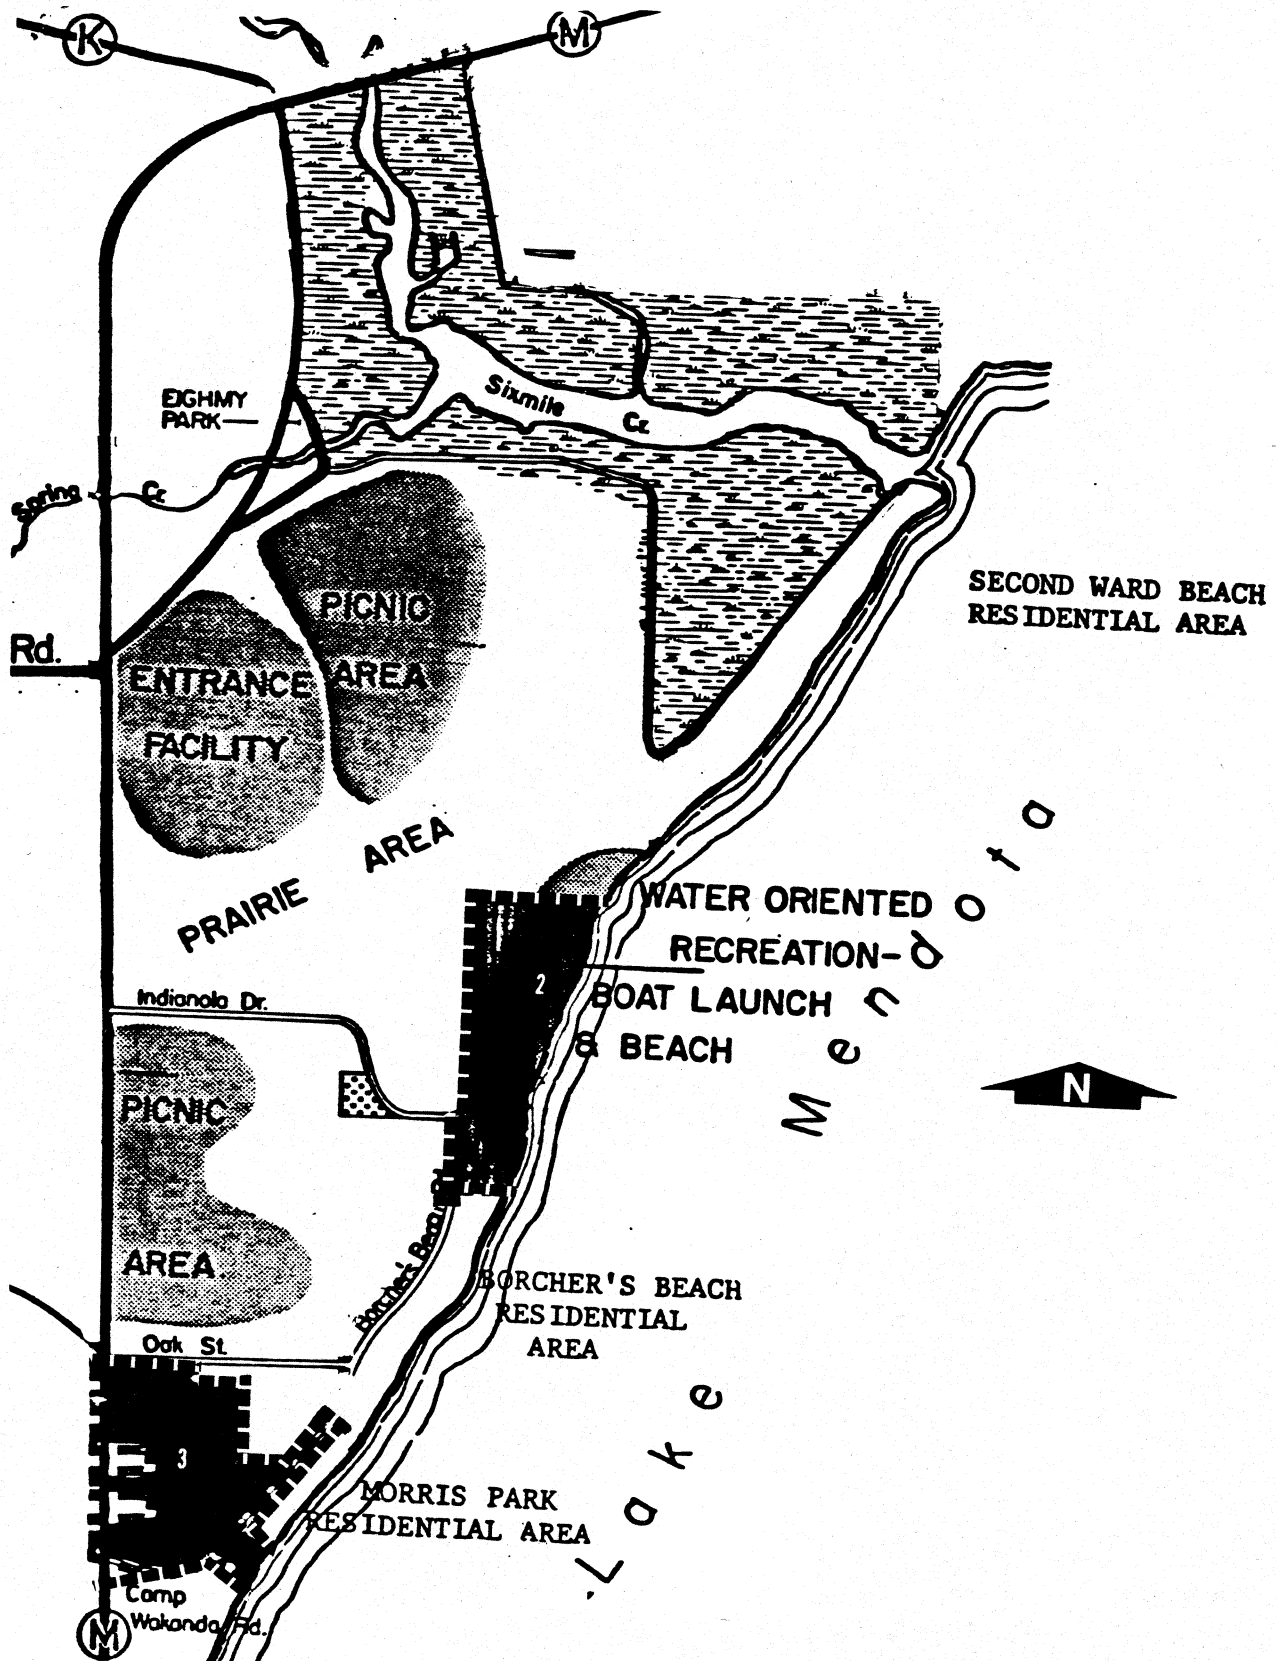 K
M
EIGHMY
PARK
Sixmile
Cr.
Spring
Cr.
SECOND WARD BEACH
RESIDENTIAL AREA
PICNIC
AREA
Rd.
ENTRANCE
FACILITY
PRAIRIE AREA
WATER ORIENTED
RECREATION-
BOAT LAUNCH
& BEACH
2
Indianola Dr.
N
PICNIC
AREA
Borcher's
BORCHER'S BEACH
RESIDENTIAL
AREA
Oak St.
3
MORRIS PARK
RESIDENTIAL AREA
Lake Mendota
Camp
Wakanda Rd.
M